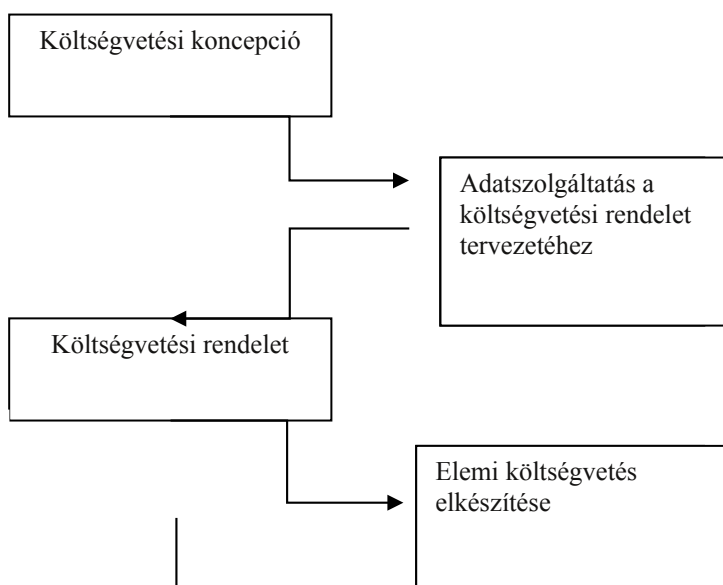 Költségvetési koncepció
Adatszolgáltatás a
költségvetési rendelet
tervezetéhez
Költségvetési rendelet
Elemi költségvetés
elkészítése